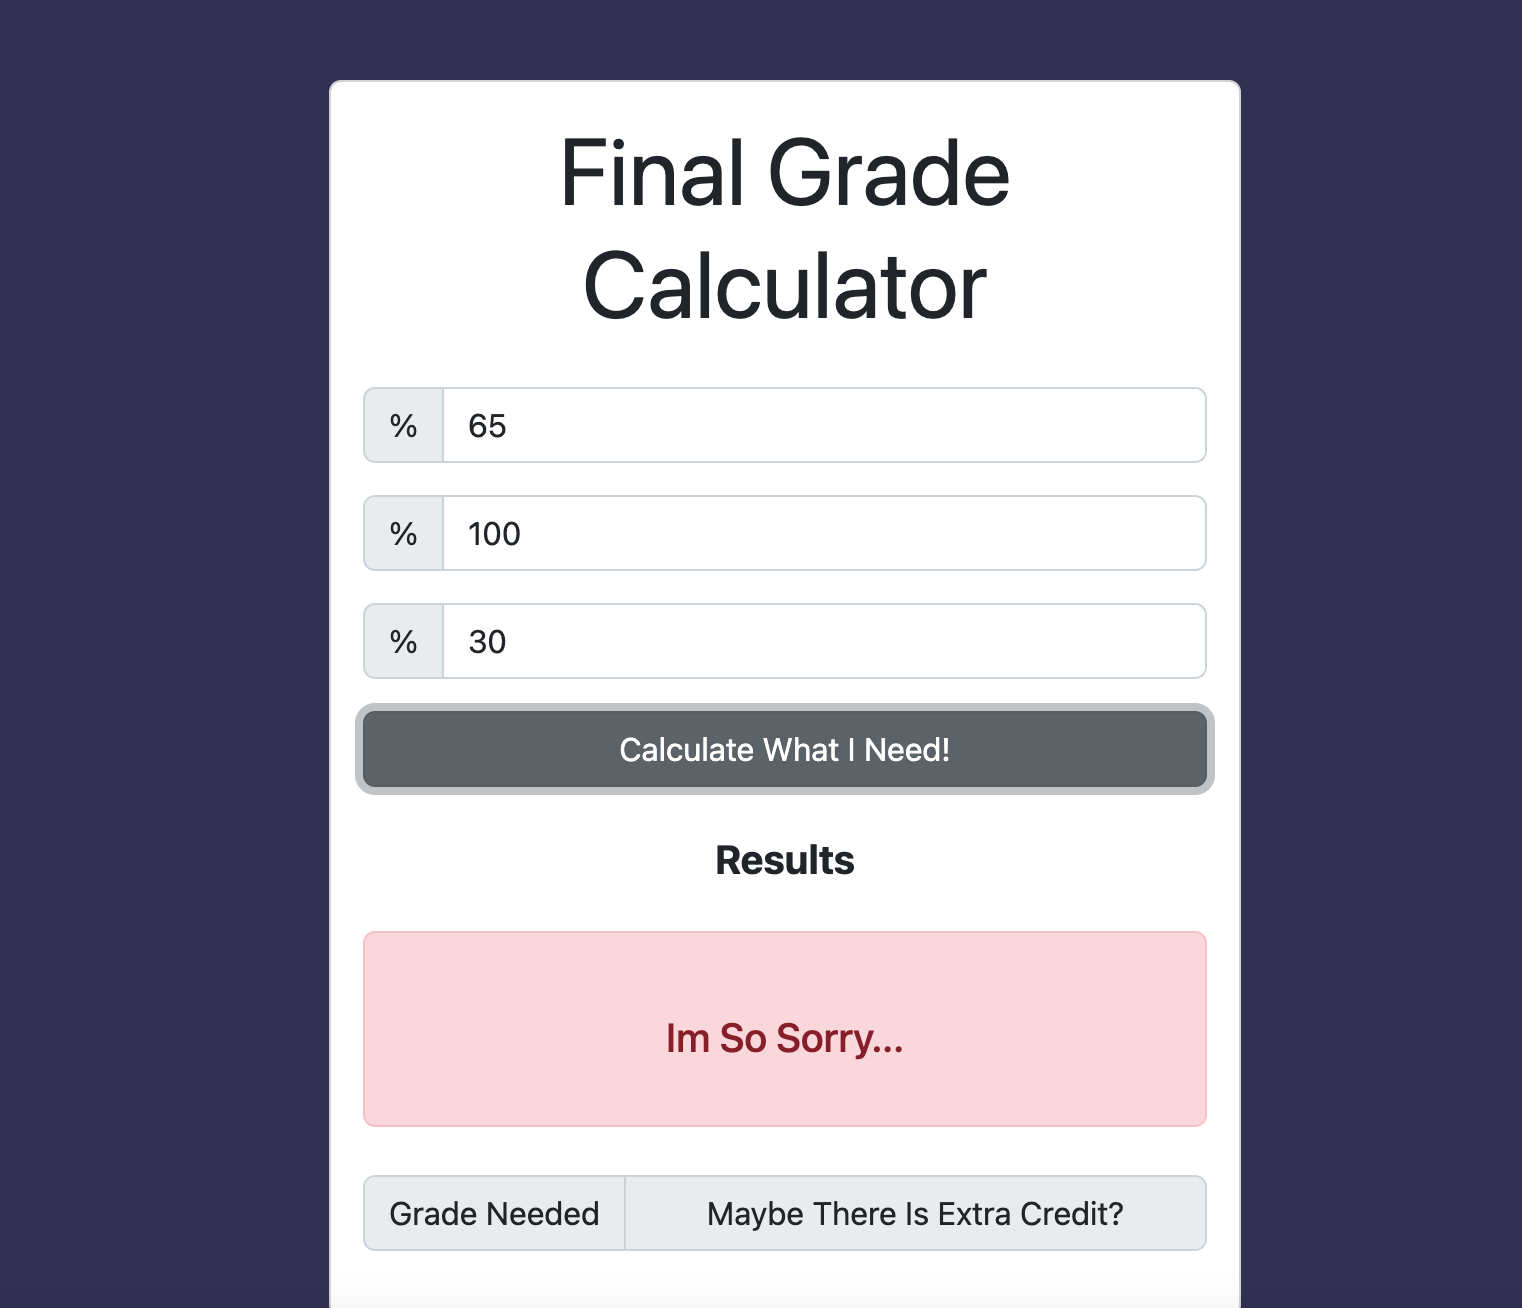 Final Grade
Calculator
% 65
% 100
% 30
Calculate What I Need!
Results
Im So Sorry...
Grade Needed Maybe There Is Extra Credit?